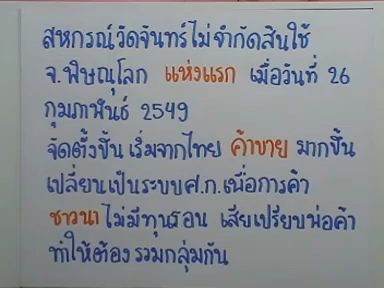 สหกรณ์วัดจันทร์ไม่จำกัดสินใช้
จ.พิษณุโลก แห่งแรก เมื่อวันที่ 26
กุมภาพันธ์ 2549
จัดตั้งขึ้น เริ่มจากไทย ค้าขาย มากขึ้น
เปลี่ยนเป็นระบบศ.ก.เพื่อการค้า
ชาวนา ไม่มีทุนรอน เสียเปรียบพ่อค้า
ทำให้ต้อง รวมกลุ่มกัน